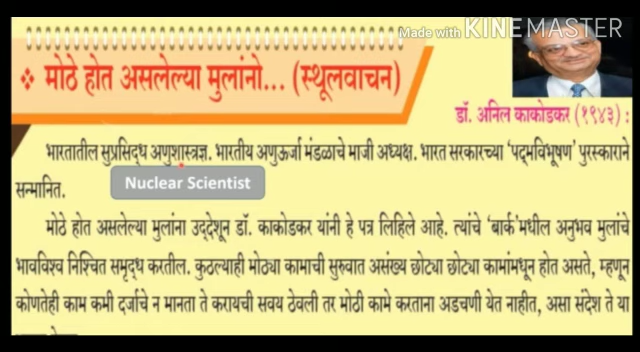 Made with KINEMASTER
❖ मोठे होत असलेल्या मुलांनो... (स्थूलवाचन)
डॉ. अनिल काकोडकर (१९४३) :
भारतातील सुप्रसिद्ध अणुशास्त्रज्ञ. भारतीय अणुऊर्जा मंडळाचे माजी अध्यक्ष. भारत सरकारच्या ‘पद्मविभूषण’ पुरस्काराने
सन्मानित.
Nuclear Scientist
मोठे होत असलेल्या मुलांना उद्देशून डॉ. काकोडकर यांनी हे पत्र लिहिले आहे. त्यांचे ‘बार्क’मधील अनुभव मुलांचे
भावविश्व निश्चित समृद्ध करतील. कुठल्याही मोठ्या कामाची सुरुवात असंख्य छोट्या छोट्या कामांमधून होत असते, म्हणून
कोणतेही काम कमी दर्जाचे न मानता ते करायची सवय ठेवली तर मोठी कामे करताना अडचणी येत नाहीत, असा संदेश ते या